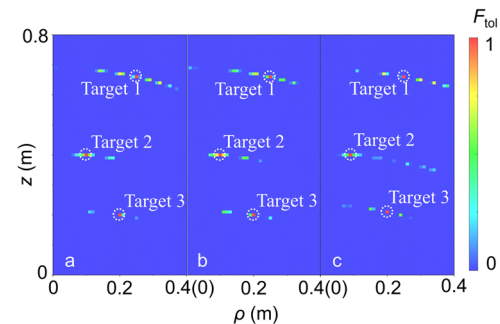 F_tol
0.8
1
Target 1 Target 1 Target 1
z (m)
Target 2 Target 2 Target 2
Target 3 Target 3 Target 3
a b c
0 0
0 0.2 0.4(0) 0.2 0.4(0) 0.2 0.4
ρ (m)